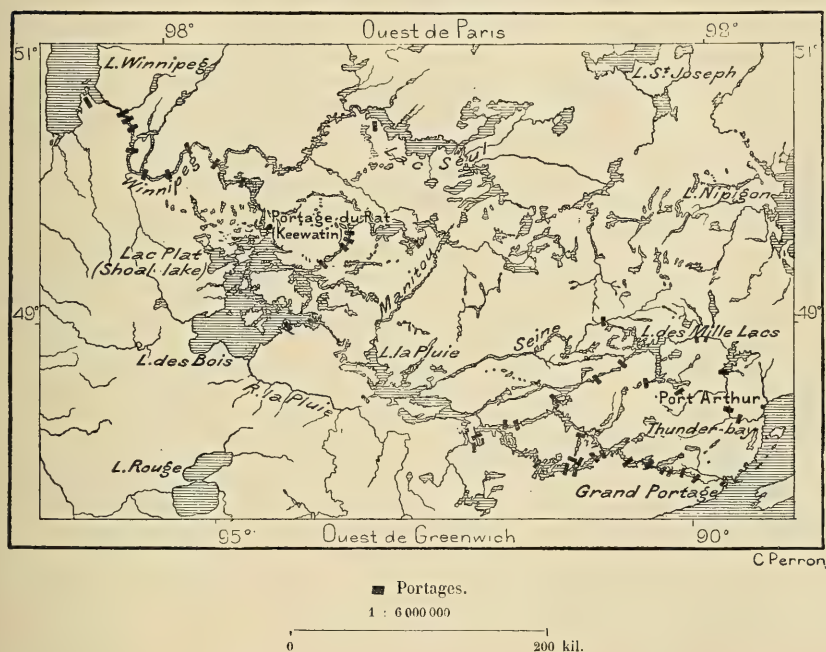 98° Ouest de Paris 92°
51° 51°
L. Winnipeg
L. St Joseph
Lac Seul
Winnipeg
L. Nipigon
Portage du Rat
(Keewatin)
Lac Plat
(Shoal lake)
Manitou
49° 49°
L. des Mille Lacs
Seine
L. des Bois
L. la Pluie
R. la Pluie
Port Arthur
Thunder-bay
L. Rouge
Grand Portage
95° Ouest de Greenwich 90°
C Perron
Portages.
1 : 6 000 000
0 200 kil.